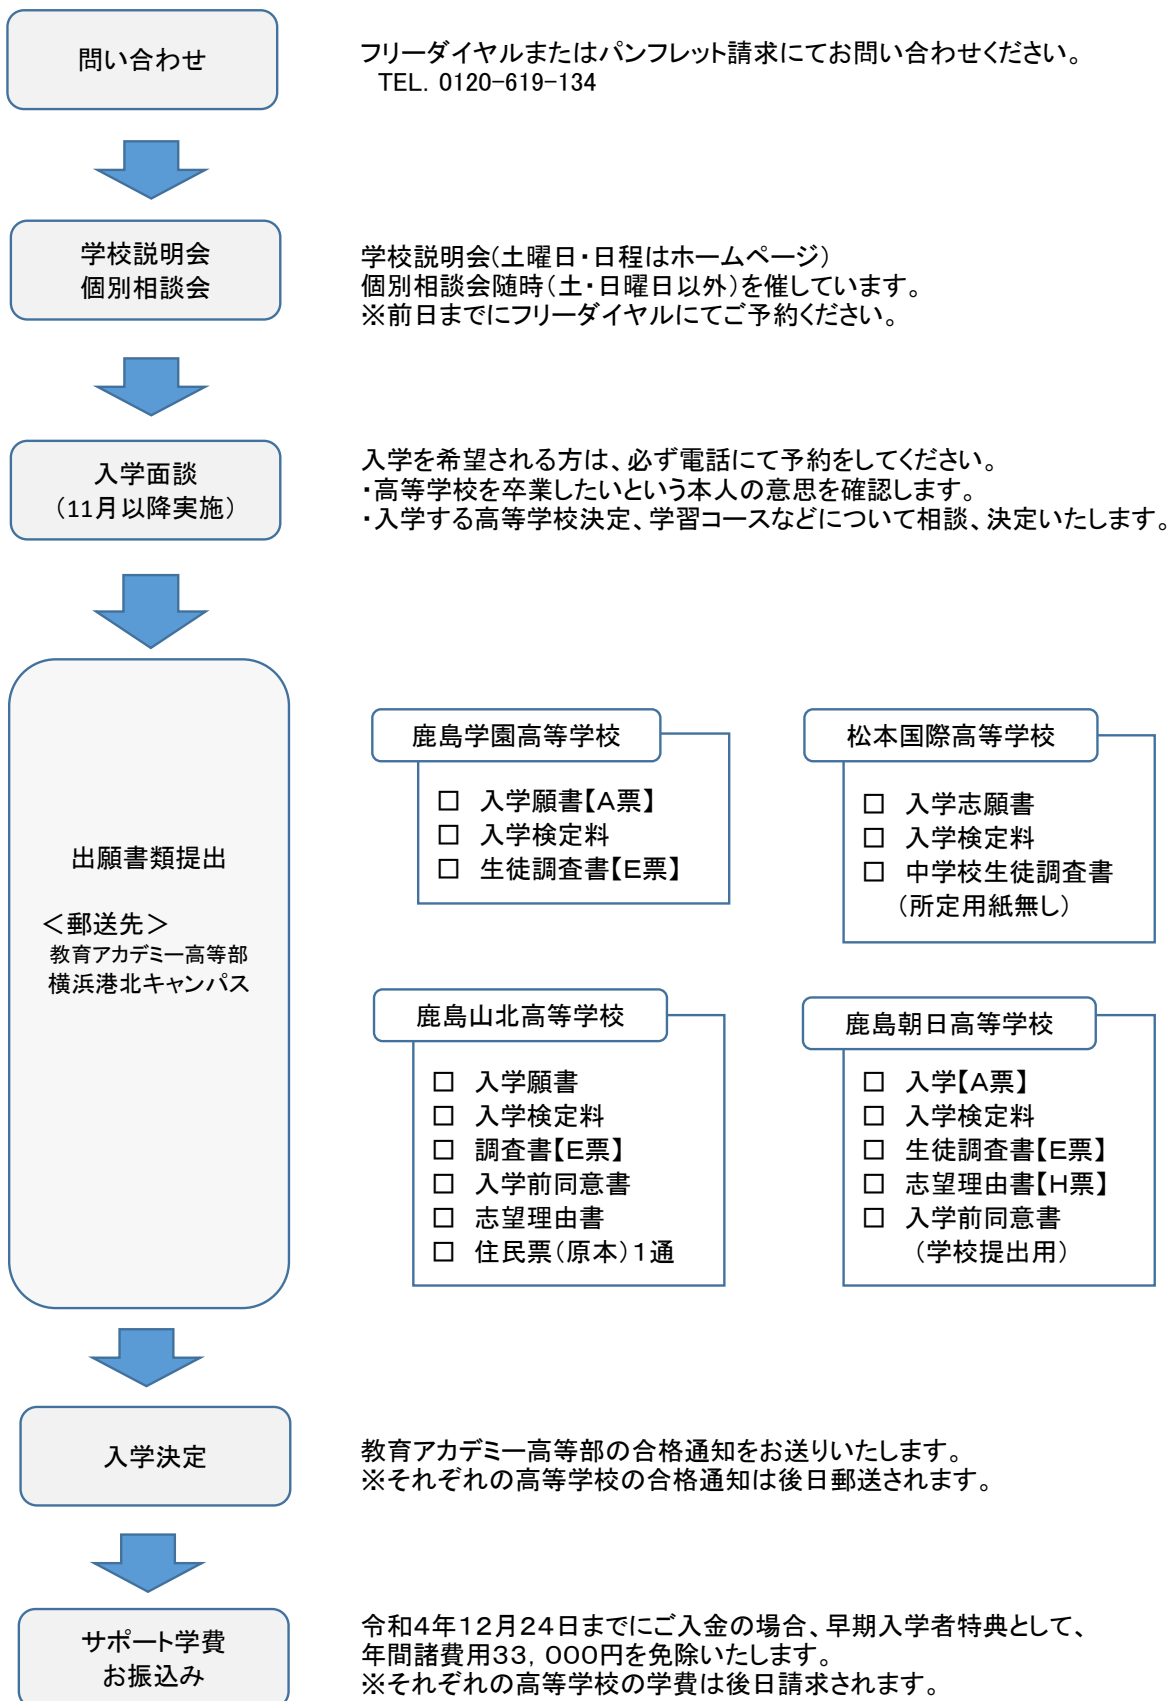 問い合わせ
フリーダイヤルまたはパンフレット請求にてお問い合わせください。
TEL. 0120-619-134
学校説明会
個別相談会
学校説明会(土曜日・日程はホームページ)
個別相談会随時(土・日曜日以外)を催しています。
※前日までにフリーダイヤルにてご予約ください。
入学面談
(11月以降実施)
入学を希望される方は、必ず電話にて予約をしてください。
・高等学校を卒業したいという本人の意思を確認します。
・入学する高等学校決定、学習コースなどについて相談、決定いたします。
出願書類提出
＜郵送先＞
教育アカデミー高等部
横浜港北キャンパス
鹿島学園高等学校
□ 入学願書【A票】
□ 入学検定料
□ 生徒調査書【E票】
松本国際高等学校
□ 入学志願書
□ 入学検定料
□ 中学校生徒調査書
(所定用紙無し)
鹿島山北高等学校
□ 入学願書
□ 入学検定料
□ 調査書【E票】
□ 入学前同意書
□ 志望理由書
□ 住民票(原本)1通
鹿島朝日高等学校
□ 入学【A票】
□ 入学検定料
□ 生徒調査書【E票】
□ 志望理由書【H票】
□ 入学前同意書
(学校提出用)
入学決定
教育アカデミー高等部の合格通知をお送りいたします。
※それぞれの高等学校の合格通知は後日郵送されます。
サポート学費
お振込み
令和4年12月24日までにご入金の場合、早期入学者特典として、
年間諸費用33,000円を免除いたします。
※それぞれの高等学校の学費は後日請求されます。